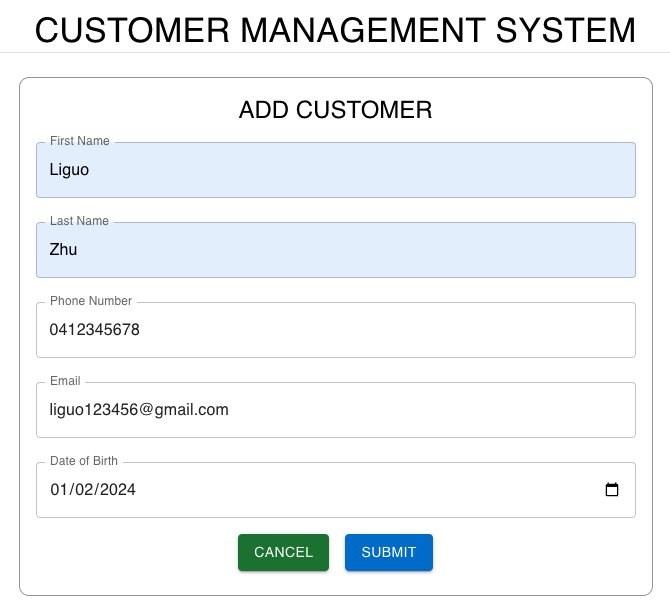 CUSTOMER MANAGEMENT SYSTEM
ADD CUSTOMER
First Name
Liguo
Last Name
Zhu
Phone Number
0412345678
Email
liguo123456@gmail.com
Date of Birth
01/02/2024
CANCEL SUBMIT